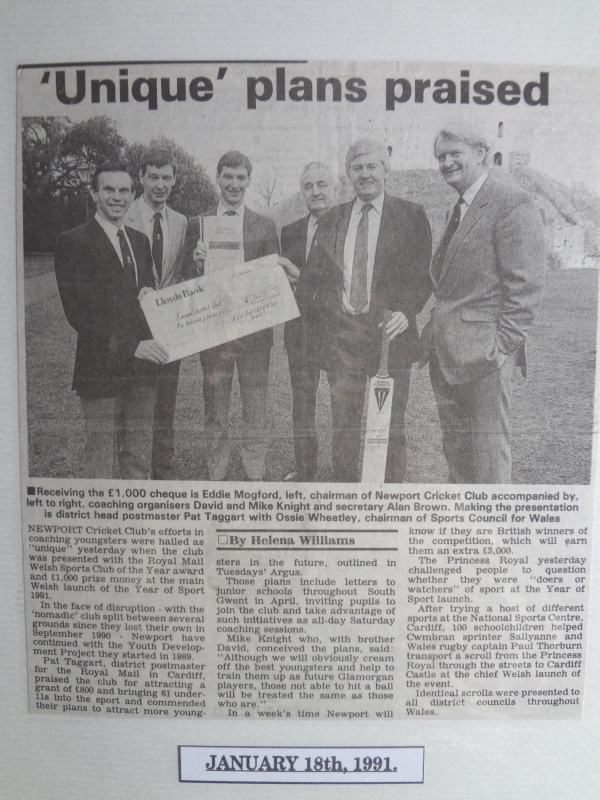 'Unique' plans praised
Lloyds Bank
■Receiving the £1,000 cheque is Eddie Mogford, left, chairman of Newport Cricket Club accompanied by,
left to right, coaching organisers David and Mike Knight and secretary Alan Brown. Making the presentation
is district head postmaster Pat Taggart with Ossie Wheatley, chairman of Sports Council for Wales
NEWPORT Cricket Club's efforts in
coaching youngsters were hailed as
"unique" yesterday when the club
was presented with the Royal Mail
Welsh Sports Club of the Year award
and £1,000 prize money at the main
Welsh launch of the Year of Sport
1991.
In the face of disruption - with the
'nomadic' club split between several
grounds since they lost their own in
September 1990 - Newport have
continued with the Youth Develop-
ment Project they started in 1989.
Pat Taggart, district postmaster
for the Royal Mail in Cardiff,
praised the club for attracting a
grant of £800 and bringing 61 under-
11s into the sport and commended
their plans to attract more young-
□By Helena Williams
sters in the future, outlined in
Tuesdays' Argus.
Those plans include letters to
junior schools throughout South
Gwent in April, inviting pupils to
join the club and take advantage of
such initiatives as all-day Saturday
coaching sessions.
Mike Knight who, with brother
David, conceived the plans, said:
"Although we will obviously cream
off the best youngsters and help to
train them up as future Glamorgan
players, those not able to hit a ball
will be treated the same as those
who are."
In a week's time Newport will
know if they are British winners of
the competition, which will earn
them an extra £3,000.
The Princess Royal yesterday
challenged people to question
whether they were "doers or
watchers" of sport at the Year of
Sport launch.
After trying a host of different
sports at the National Sports Centre,
Cardiff, 100 schoolchildren helped
Cwmbran sprinter Sallyanne and
Wales rugby captain Paul Thorburn
transport a scroll from the Princess
Royal through the streets to Cardiff
Castle at the chief Welsh launch of
the event.
Identical scrolls were presented to
all district councils throughout
Wales.
JANUARY 18th, 1991.